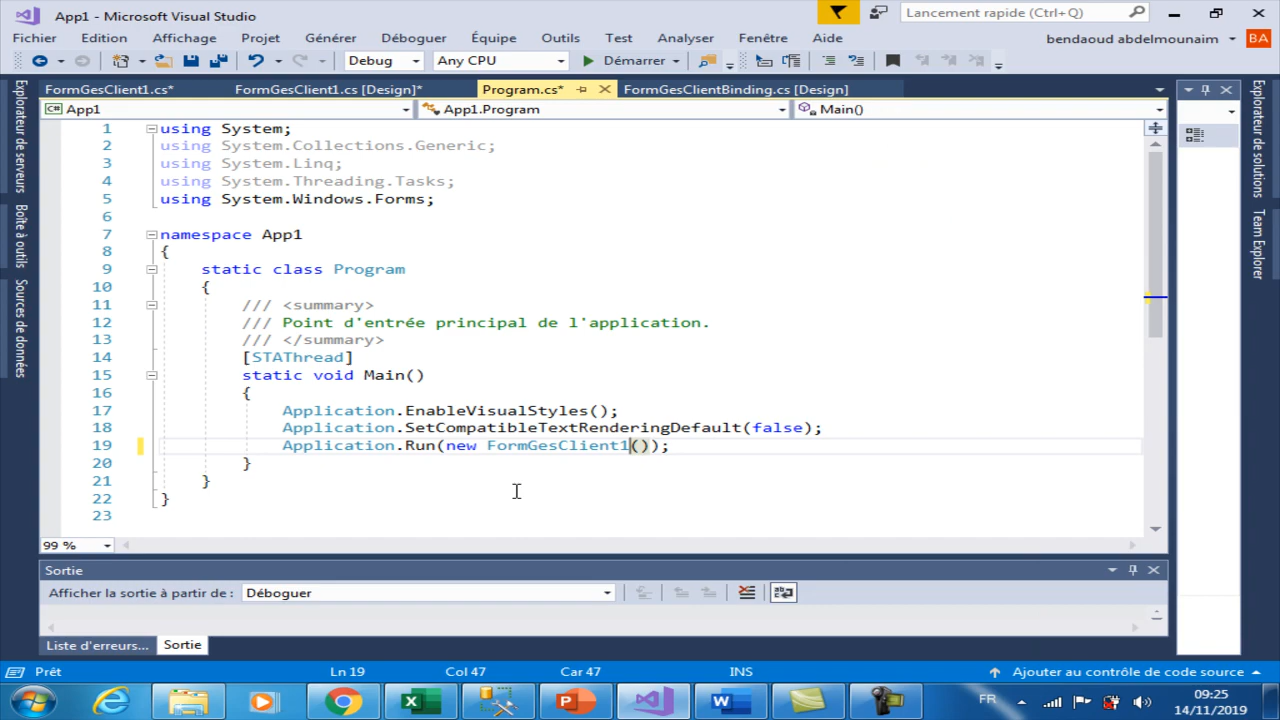 App1 - Microsoft Visual Studio
Lancement rapide (Ctrl+Q)
Fichier Edition Affichage Projet Générer Déboguer Équipe Outils Test Analyser Fenêtre Aide
bendaoud abdelmounaim BA
Debug Any CPU Démarrer
FormGesClient1.cs* FormGesClient1.cs [Design]* Program.cs* FormGesClientBinding.cs [Design]
C# App1 App1.Program Main()
Explorateur de serveurs
Boîte à outils
Sources de données
1 using System;
2 using System.Collections.Generic;
3 using System.Linq;
4 using System.Threading.Tasks;
5 using System.Windows.Forms;
6
7 namespace App1
8 {
9 static class Program
10 {
11 /// <summary>
12 /// Point d'entrée principal de l'application.
13 /// </summary>
14 [STAThread]
15 static void Main()
16 {
17 Application.EnableVisualStyles();
18 Application.SetCompatibleTextRenderingDefault(false);
19 Application.Run(new FormGesClient1());
20 }
21 }
22 }
23
99 %
Explorateur de solutions
Team Explorer
Sortie
Afficher la sortie à partir de : Déboguer
Liste d'erreurs... Sortie
Prêt Ln 19 Col 47 Car 47 INS Ajouter au contrôle de code source
FR 09:25
14/11/2019